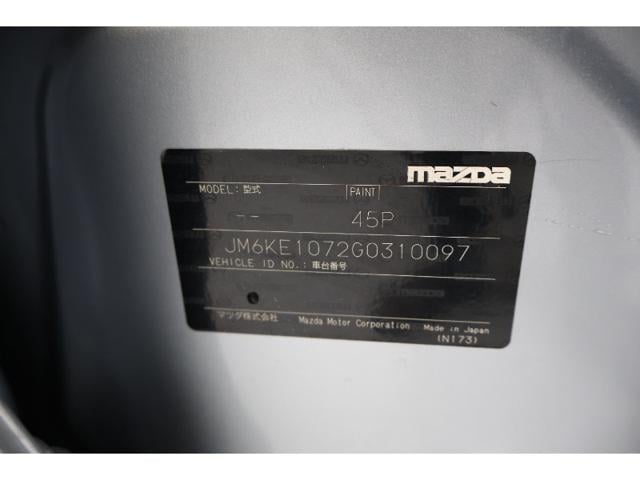 mazda
MODEL:型式 PAINT
-- 45P
JM6KE1072G0310097
VEHICLE ID NO.:車台番号
マツダ株式会社 Mazda Motor Corporation Made in Japan
(N173)